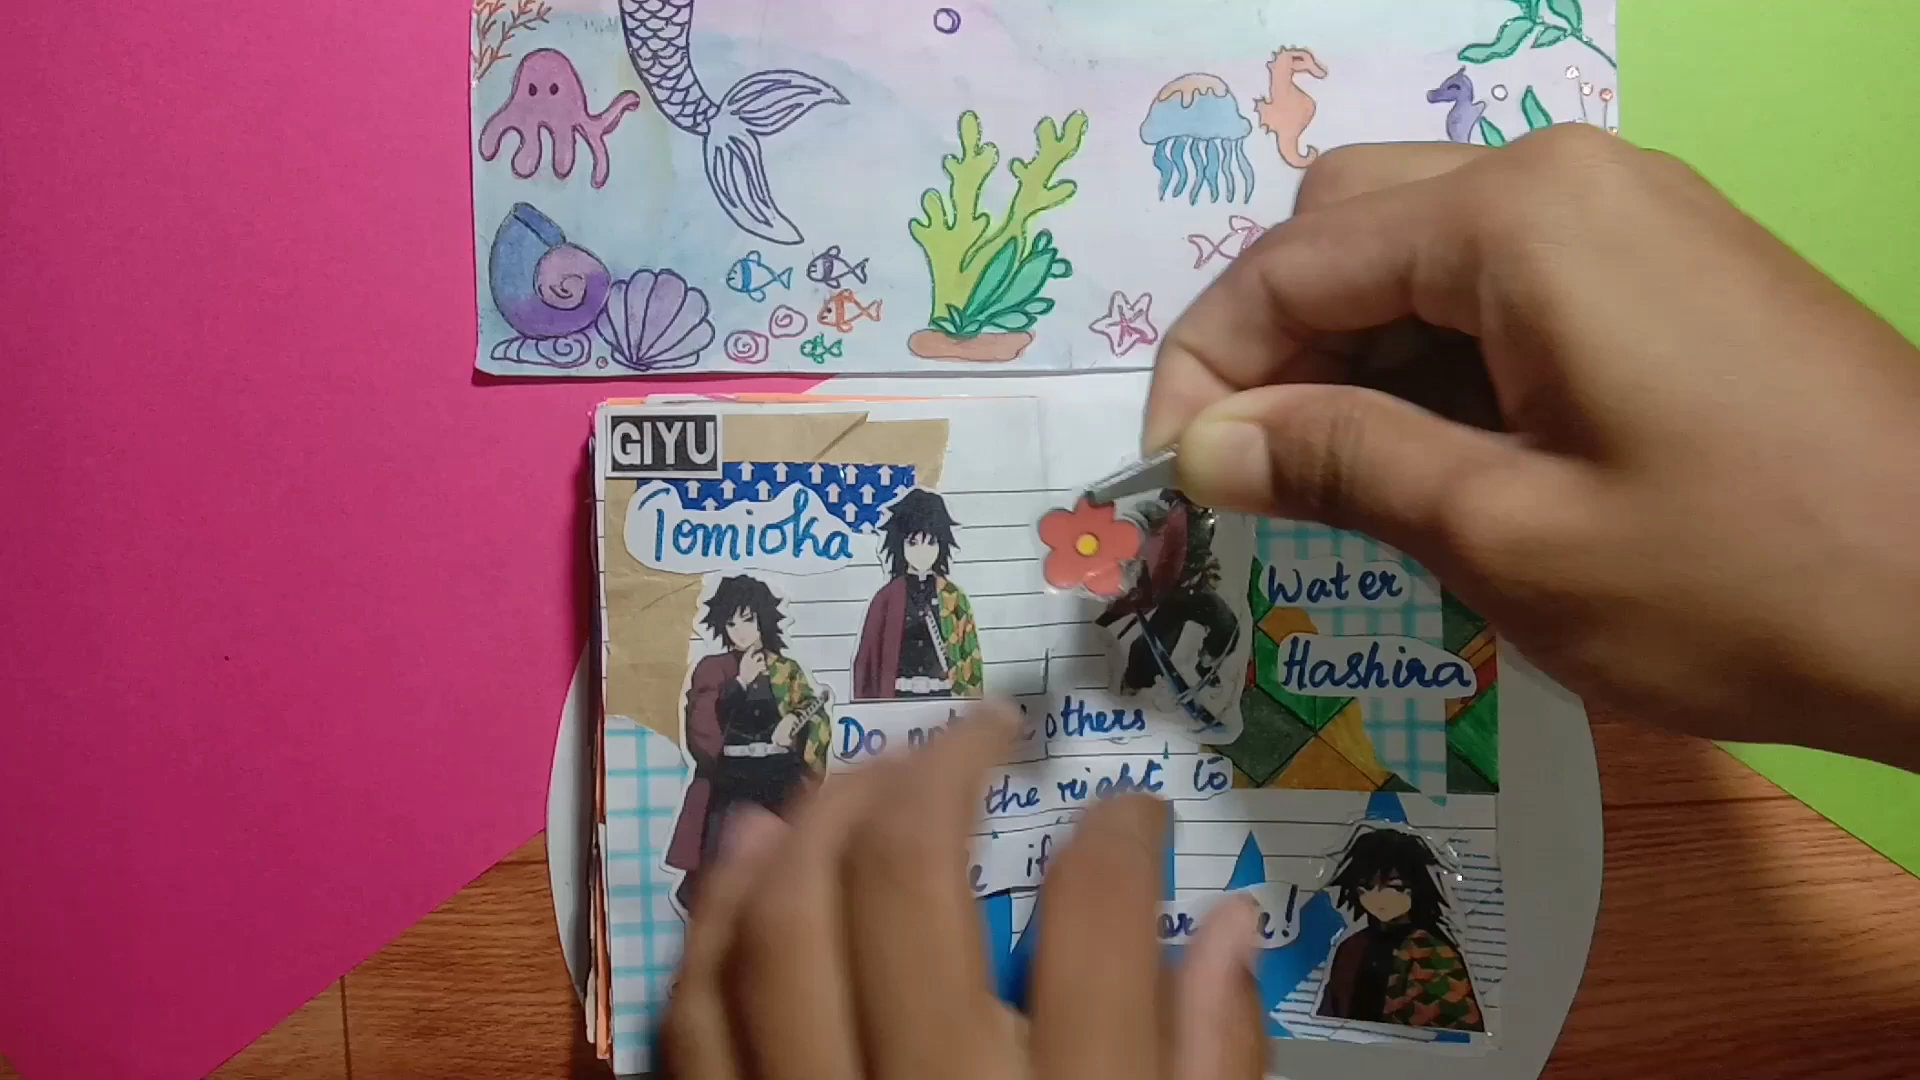 GIYU
Tomioka
Water
Hashira
Do others
the right to
if